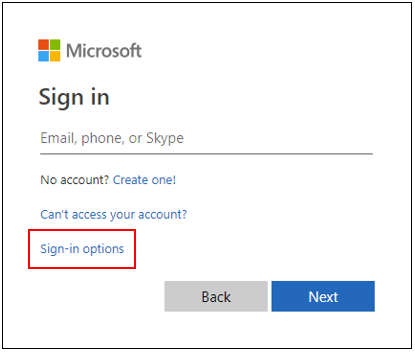 Microsoft
Sign in
Email, phone, or Skype
No account? Create one!
Can't access your account?
Sign-in options
Back
Next